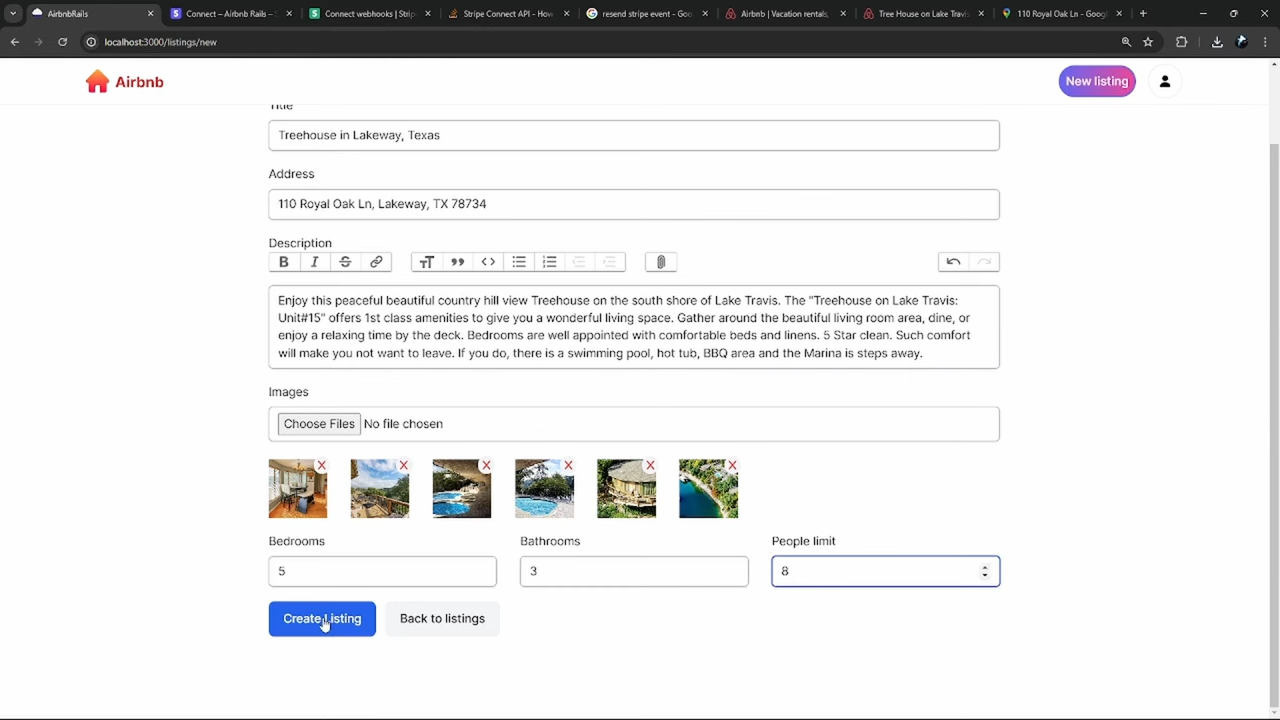 AirbnbRails
Connect – Airbnb Rails –
Connect webhooks | Strip
Stripe Connect API - How
resend stripe event - Goo
Airbnb | Vacation rentals,
Tree House on Lake Travis
110 Royal Oak Ln - Googl
localhost:3000/listings/new
Airbnb
New listing
Title
Treehouse in Lakeway, Texas
Address
110 Royal Oak Ln, Lakeway, TX 78734
Description
Enjoy this peaceful beautiful country hill view Treehouse on the south shore of Lake Travis. The "Treehouse on Lake Travis:
Unit#15" offers 1st class amenities to give you a wonderful living space. Gather around the beautiful living room area, dine, or
enjoy a relaxing time by the deck. Bedrooms are well appointed with comfortable beds and linens. 5 Star clean. Such comfort
will make you not want to leave. If you do, there is a swimming pool, hot tub, BBQ area and the Marina is steps away.
Images
Choose Files No file chosen
Bedrooms
Bathrooms
People limit
5
3
8
Create Listing
Back to listings